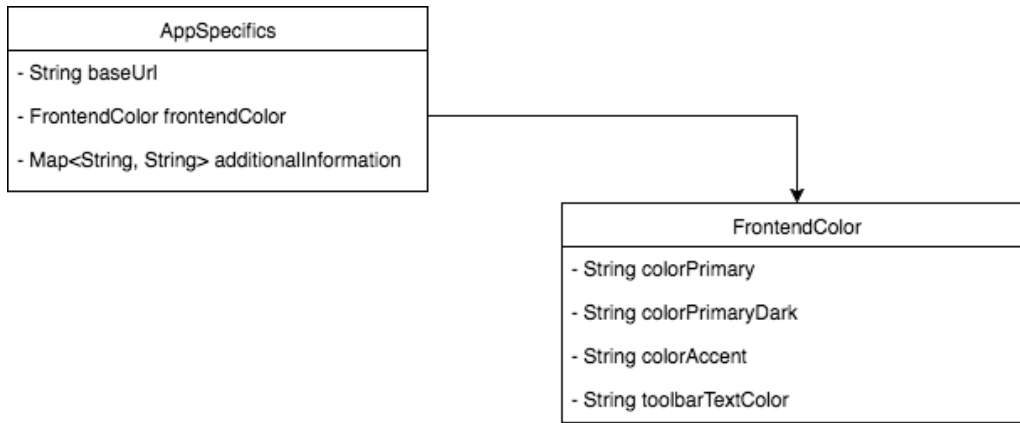 AppSpecifics
- String baseUrl
- FrontendColor frontendColor
- Map<String, String> additionalInformation
FrontendColor
- String colorPrimary
- String colorPrimaryDark
- String colorAccent
- String toolbarTextColor